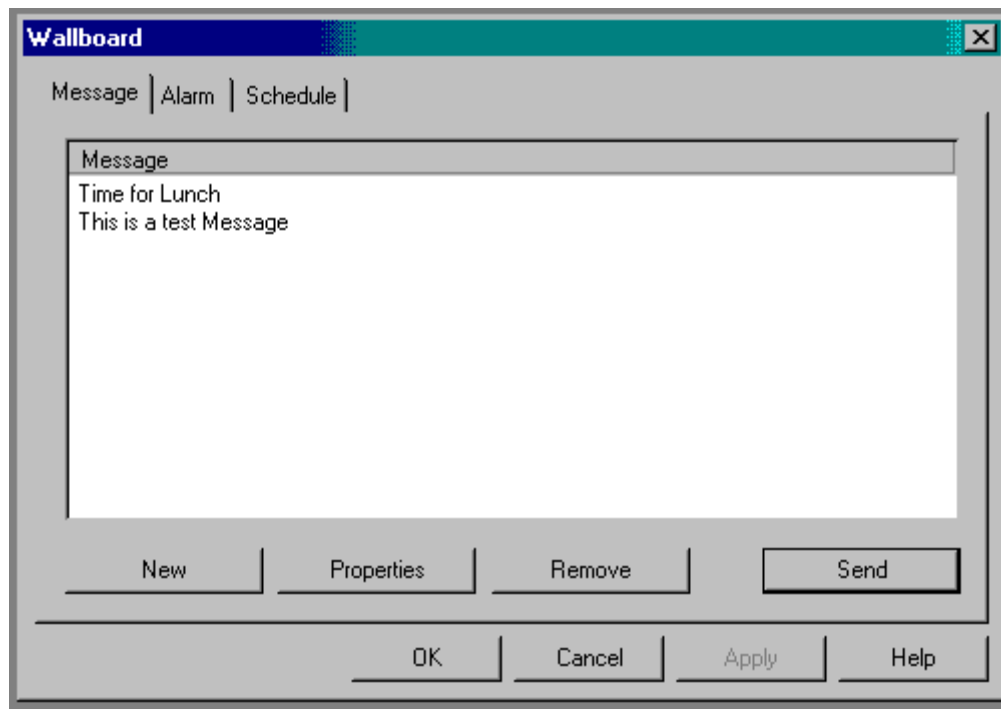 Wallboard
Message Alarm Schedule
Message
Time for Lunch
This is a test Message
New Properties Remove Send
OK Cancel Apply Help